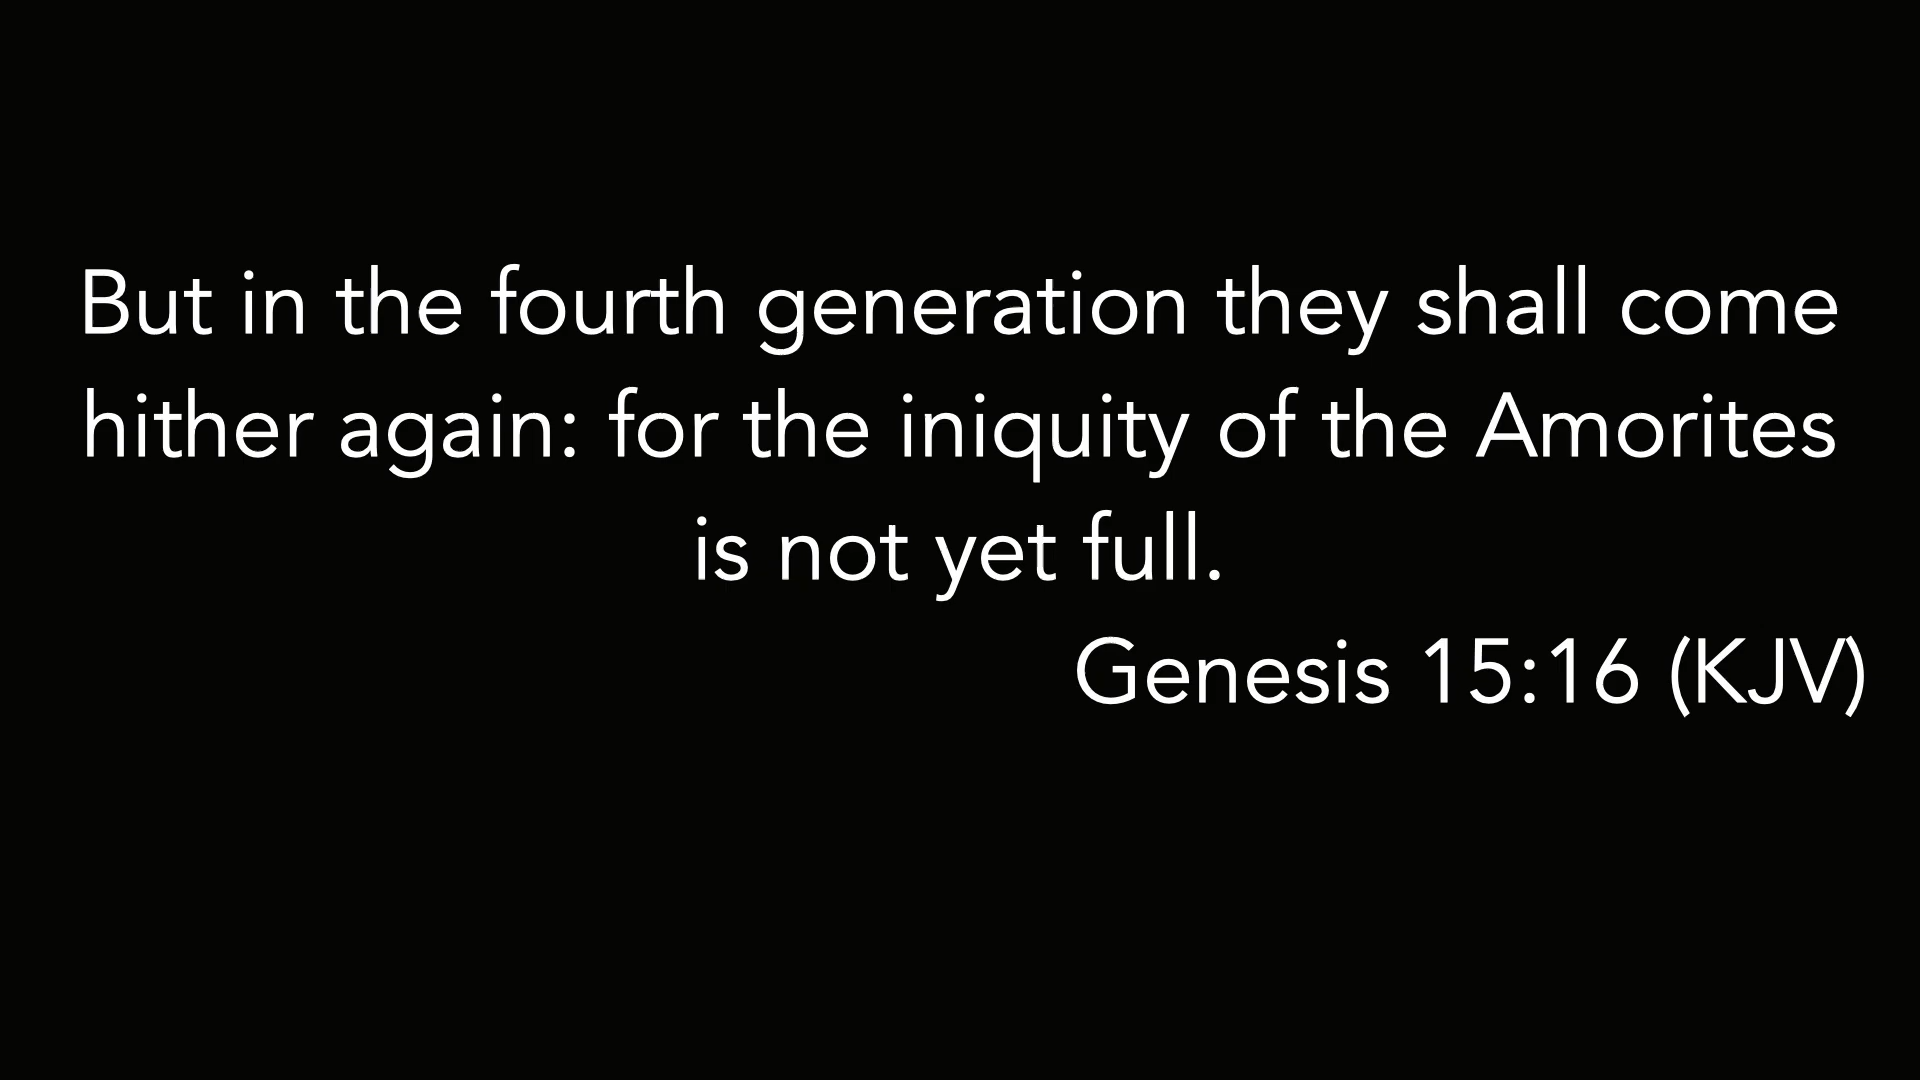 But in the fourth generation they shall come
hither again: for the iniquity of the Amorites
is not yet full.
Genesis 15:16 (KJV)